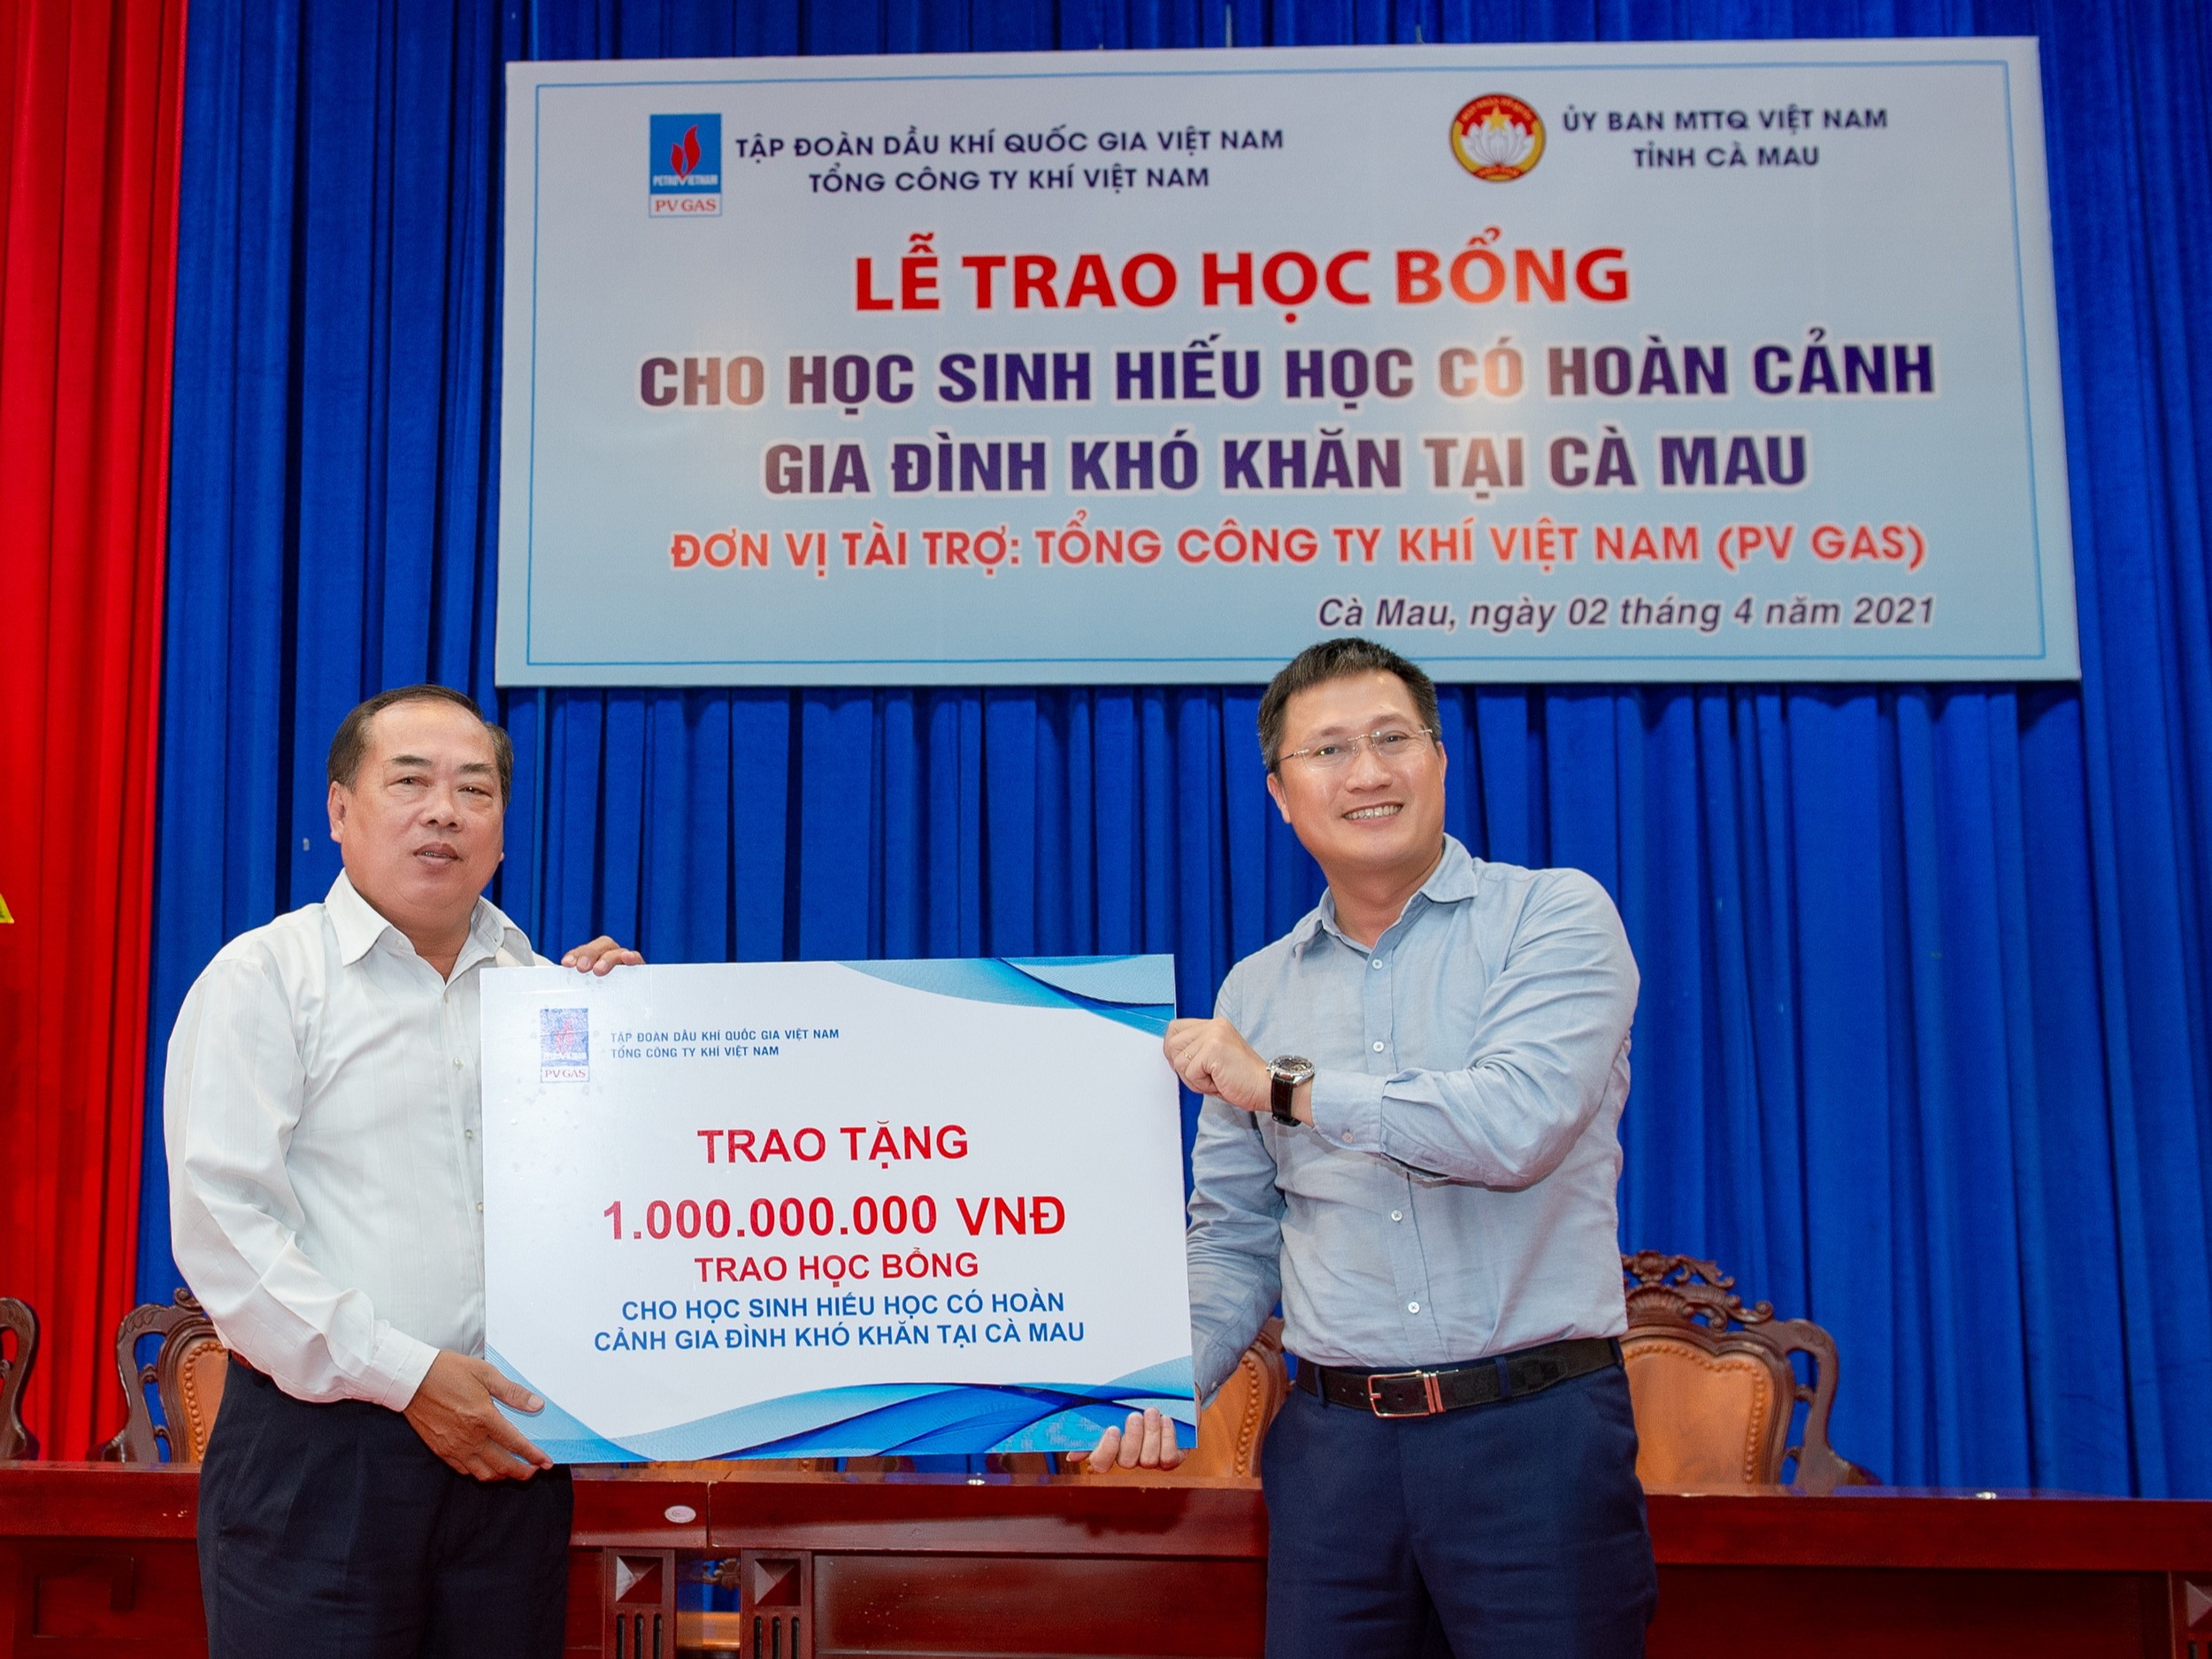 PETROVIETNAM
PV GAS
TẬP ĐOÀN DẦU KHÍ QUỐC GIA VIỆT NAM
TỔNG CÔNG TY KHÍ VIỆT NAM
ỦY BAN MTTQ VIỆT NAM
TỈNH CÀ MAU
LỄ TRAO HỌC BỔNG
CHO HỌC SINH HIẾU HỌC CÓ HOÀN CẢNH
GIA ĐÌNH KHÓ KHĂN TẠI CÀ MAU
ĐƠN VỊ TÀI TRỢ: TỔNG CÔNG TY KHÍ VIỆT NAM (PV GAS)
Cà Mau, ngày 02 tháng 4 năm 2021
PV GAS
TẬP ĐOÀN DẦU KHÍ QUỐC GIA VIỆT NAM
TỔNG CÔNG TY KHÍ VIỆT NAM
TRAO TẶNG
1.000.000.000 VNĐ
TRAO HỌC BỔNG
CHO HỌC SINH HIẾU HỌC CÓ HOÀN
CẢNH GIA ĐÌNH KHÓ KHĂN TẠI CÀ MAU